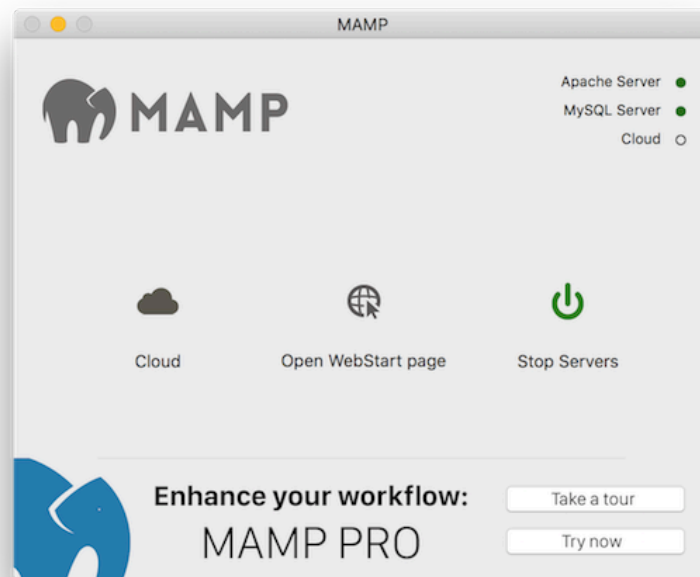 MAMP
MAMP
Apache Server
MySQL Server
Cloud
Cloud
Open WebStart page
Stop Servers
Enhance your workflow:
MAMP PRO
Take a tour
Try now